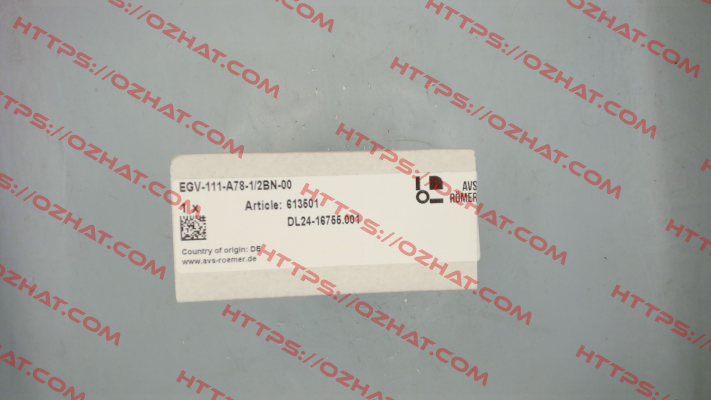 EGV-111-A78-1/2BN-00
1 x
Article: 613501
DL24-16755.001
Country of origin: DE
www.avs-roemer.de
AVS
RÖMER
HTTPS://OZHAT.COM